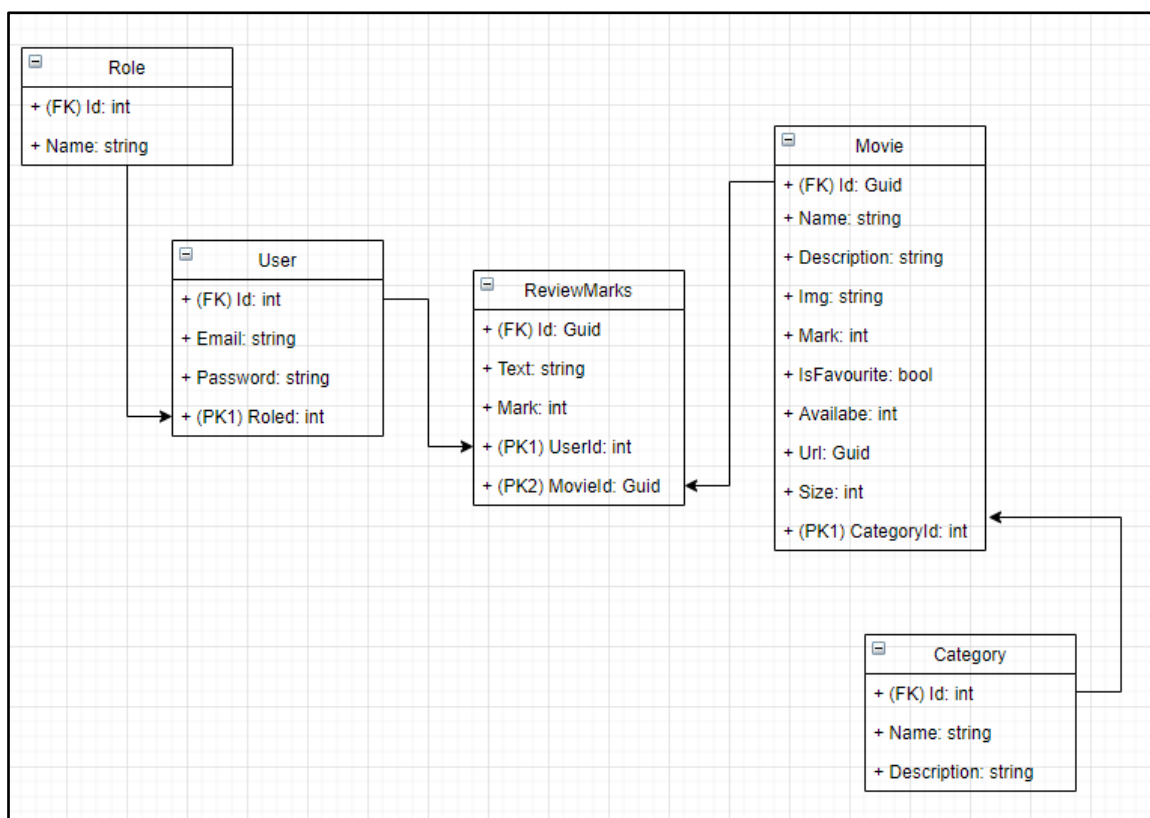 Role
+ (FK) Id: int
+ Name: string
User
+ (FK) Id: int
+ Email: string
+ Password: string
+ (PK1) Roled: int
ReviewMarks
+ (FK) Id: Guid
+ Text: string
+ Mark: int
+ (PK1) UserId: int
+ (PK2) MovieId: Guid
Movie
+ (FK) Id: Guid
+ Name: string
+ Description: string
+ Img: string
+ Mark: int
+ IsFavourite: bool
+ Availabe: int
+ Url: Guid
+ Size: int
+ (PK1) CategoryId: int
Category
+ (FK) Id: int
+ Name: string
+ Description: string